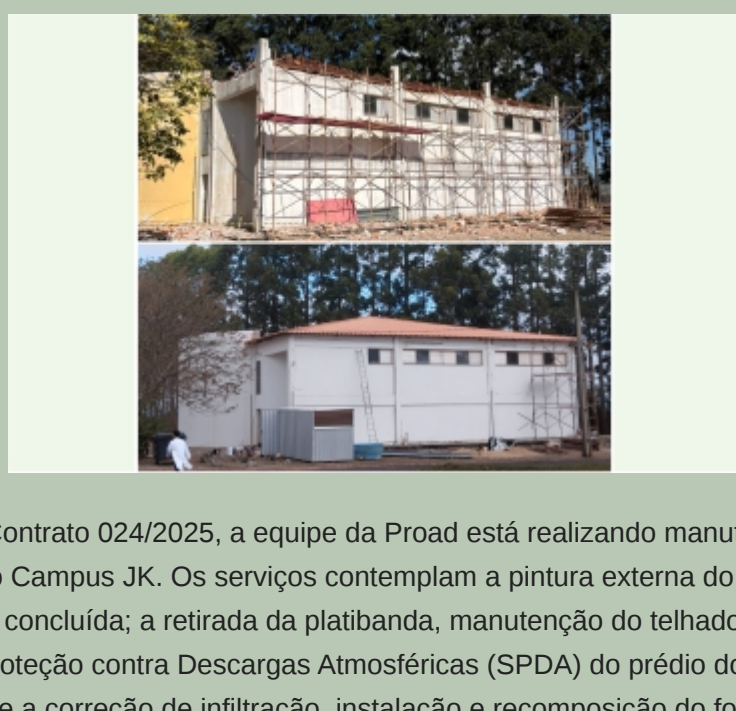 Contrato 024/2025, a equipe da Proad está realizando
Campus JK. Os serviços contemplam a pintura externa do
concluída; a retirada da platibanda, manutenção do telhado
contra Descargas Atmosféricas (SPDA) do prédio
e a correção de infiltração, instalação e recomposição do